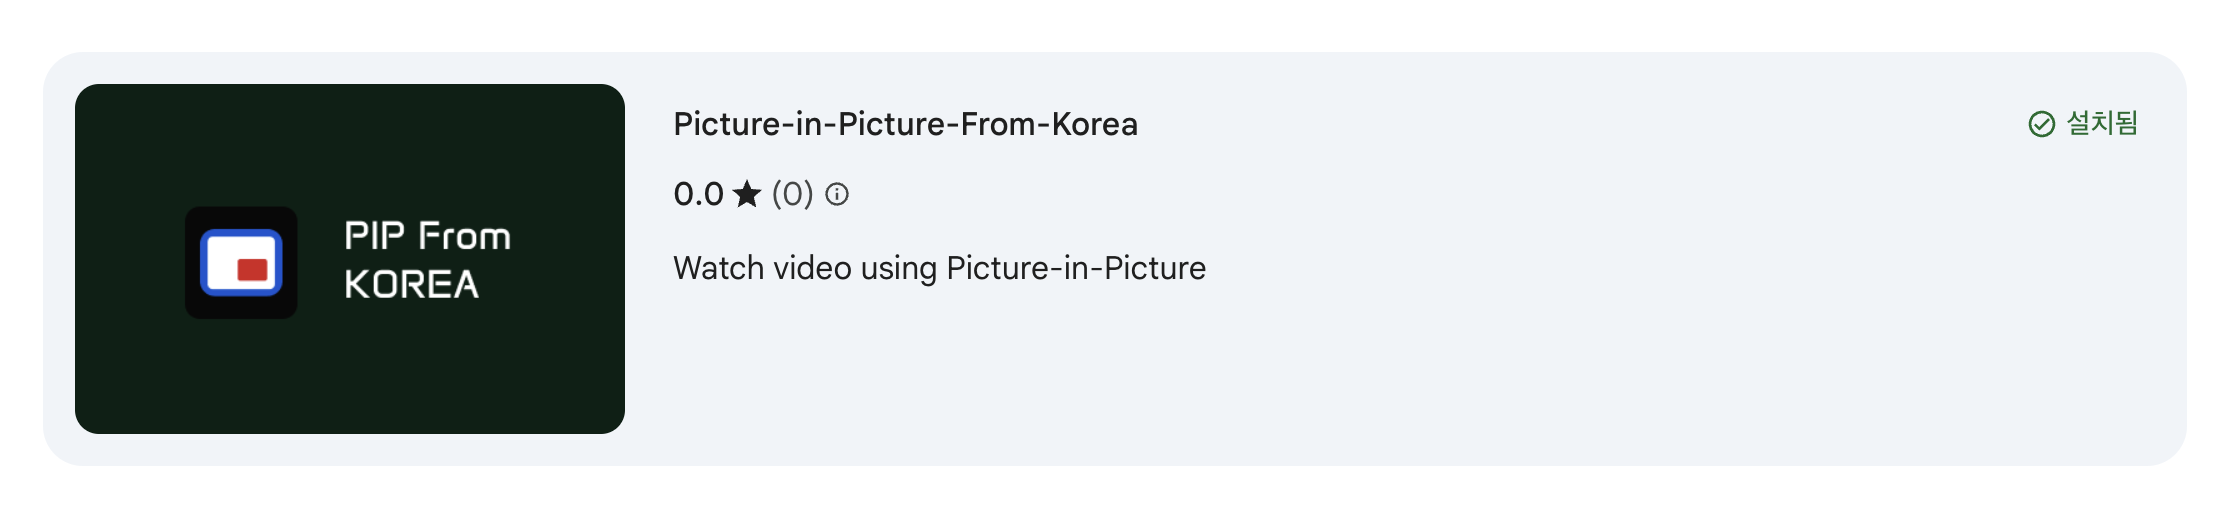 PIP From
KOREA
Picture-in-Picture-From-Korea
설치됨
0.0 ★ (0)
Watch video using Picture-in-Picture